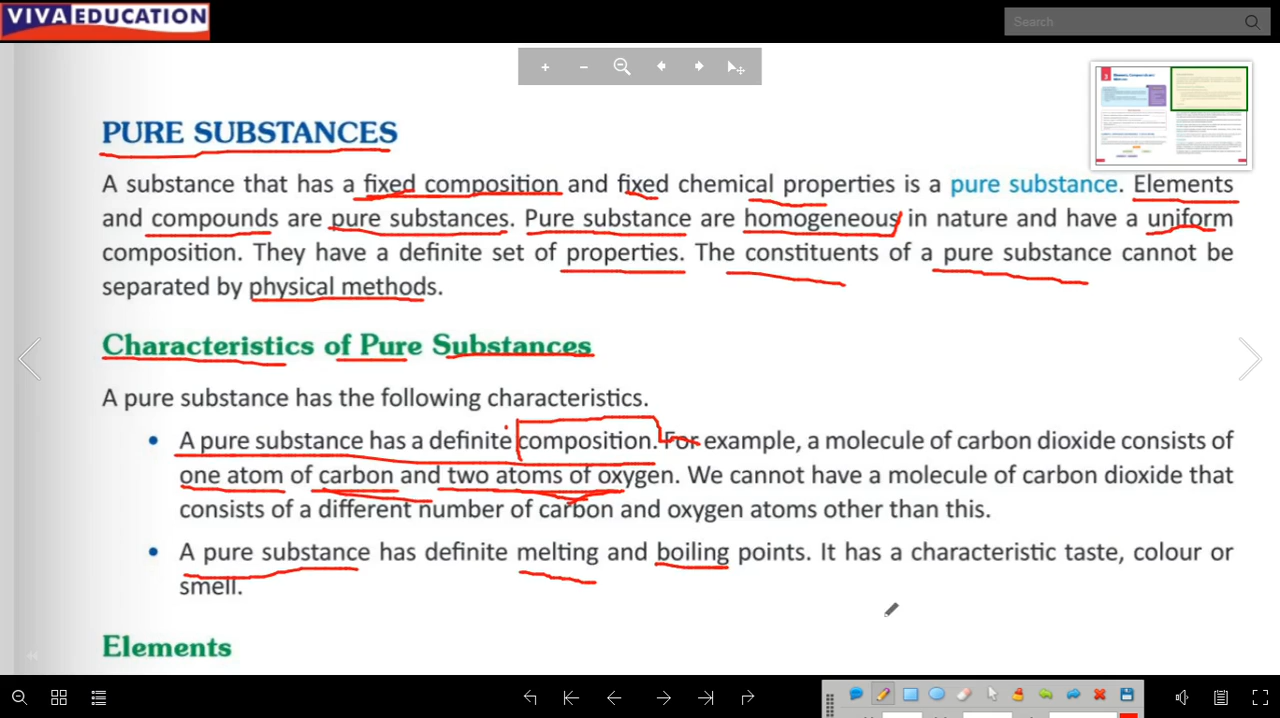 VIVA EDUCATION
Search
PURE SUBSTANCES
A substance that has a fixed composition and fixed chemical properties is a pure substance. Elements
and compounds are pure substances. Pure substance are homogeneous in nature and have a uniform
composition. They have a definite set of properties. The constituents of a pure substance cannot be
separated by physical methods.
Characteristics of Pure Substances
A pure substance has the following characteristics.
• A pure substance has a definite composition. For example, a molecule of carbon dioxide consists of
one atom of carbon and two atoms of oxygen. We cannot have a molecule of carbon dioxide that
consists of a different number of carbon and oxygen atoms other than this.
• A pure substance has definite melting and boiling points. It has a characteristic taste, colour or
smell.
Elements